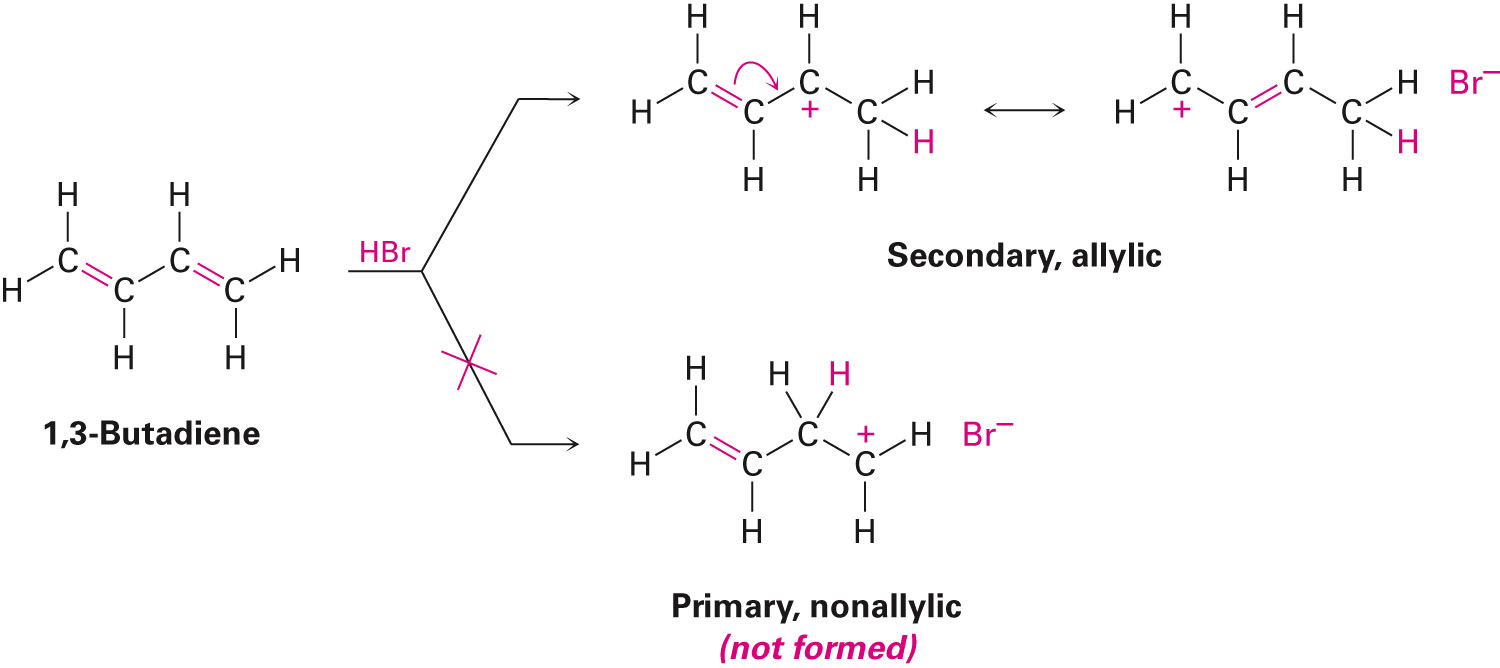 H H
C C H
H C + C
H H
H
H H
C C H Br−
H + C C
H H
H
Secondary, allylic
HBr
H H
C C H
H C C
H H
1,3-Butadiene
H H H
C C + H Br−
H C C
H H
Primary, nonallylic
(not formed)